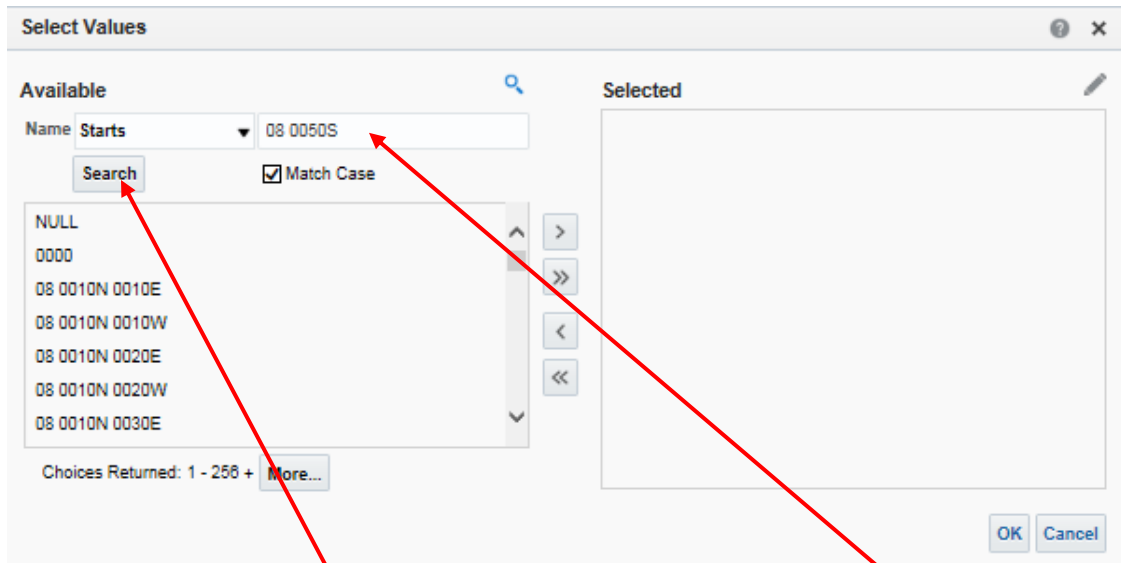 Select Values
Available
Selected
Name Starts 08 0050S
Search Match Case
NULL
0000
08 0010N 0010E
08 0010N 0010W
08 0010N 0020E
08 0010N 0020W
08 0010N 0030E
Choices Returned: 1 - 256 + More...
OK Cancel